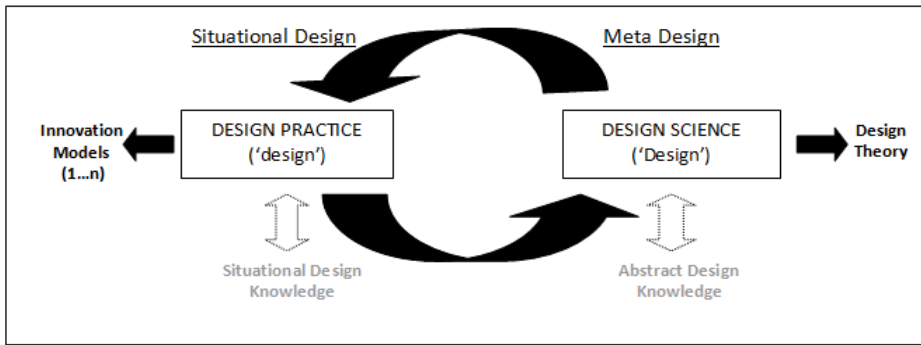 Situational Design
Meta Design
Innovation
Models
(1...n)
DESIGN PRACTICE
(‘design’)
DESIGN SCIENCE
(‘Design’)
Design
Theory
Situational Design
Knowledge
Abstract Design
Knowledge